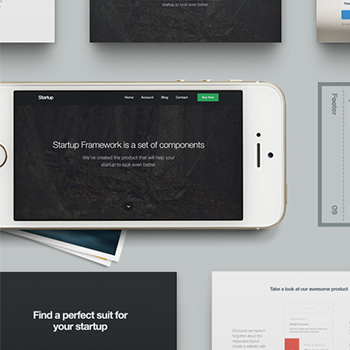 startup to look even better.
Startup
Home Account Blog Contact Buy Now
Startup Framework is a set of components
We've created the product that will help your
startup to look even better.
Footer
09
Find a perfect suit for
your startup
Take a look at our awesome product